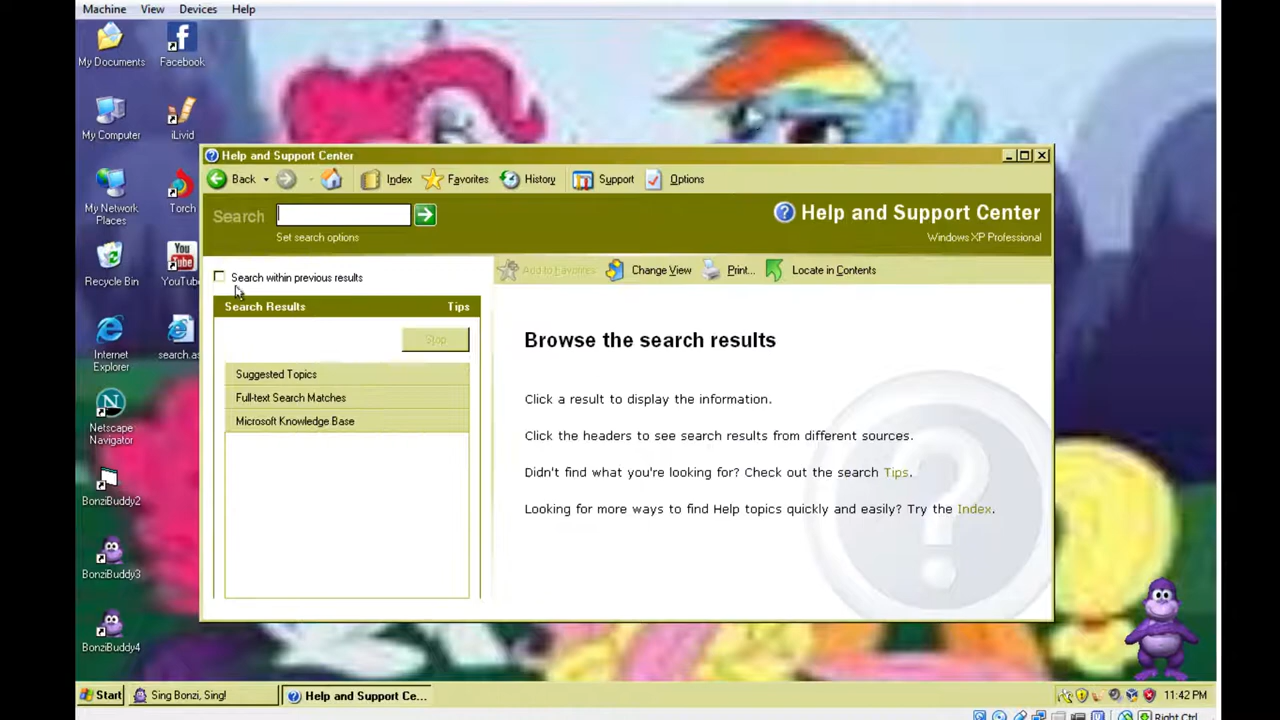 Machine View Devices Help
My Documents
Facebook
My Computer
iLivid
My Network Places
Torch
Recycle Bin
YouTube
Internet Explorer
search.as
Netscape Navigator
BonziBuddy2
BonziBuddy3
BonziBuddy4
Help and Support Center
Back Index Favorites History Support Options
Search
Set search options
Help and Support Center
Windows XP Professional
Search within previous results
Add to Favorites Change View Print... Locate in Contents
Search Results Tips
Stop
Suggested Topics
Full-text Search Matches
Microsoft Knowledge Base
Browse the search results
Click a result to display the information.
Click the headers to see search results from different sources.
Didn't find what you're looking for? Check out the search Tips.
Looking for more ways to find Help topics quickly and easily? Try the Index.
Start Sing Bonzi, Sing! Help and Support Ce... 11:42 PM
Right Ctrl